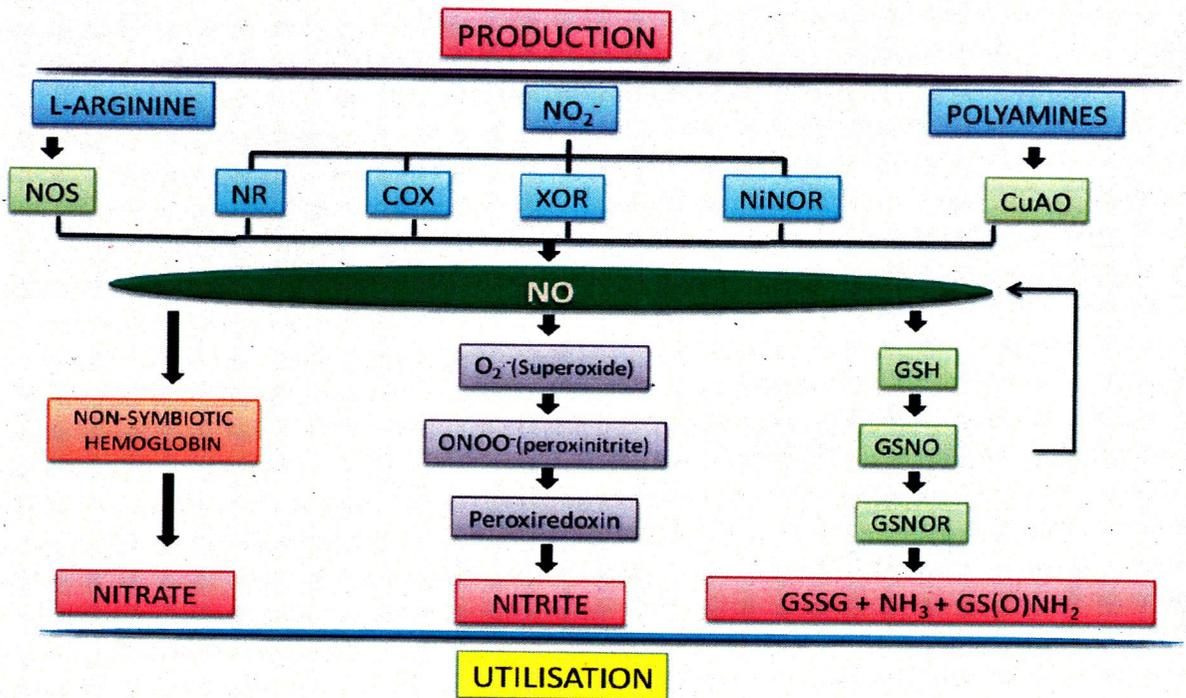 PRODUCTION
L-ARGININE
NO₂⁻
POLYAMINES
NOS
NR
COX
XOR
NiNOR
CuAO
NO
O₂⁻(Superoxide)
GSH
NON-SYMBIOTIC
HEMOGLOBIN
ONOO⁻(peroxinitrite)
GSNO
Peroxiredoxin
GSNOR
NITRATE
NITRITE
GSSG + NH₃ + GS(O)NH₂
UTILISATION